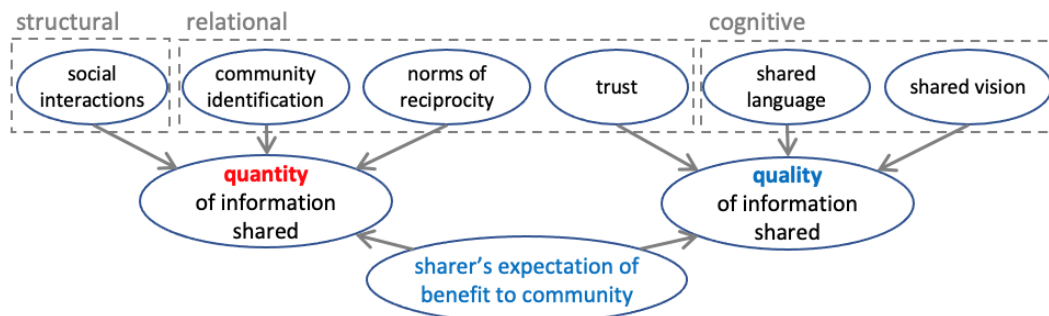 structural
relational
cognitive
social
interactions
community
identification
norms of
reciprocity
trust
shared
language
shared vision
quantity
of information
shared
quality
of information
shared
sharer’s expectation of
benefit to community